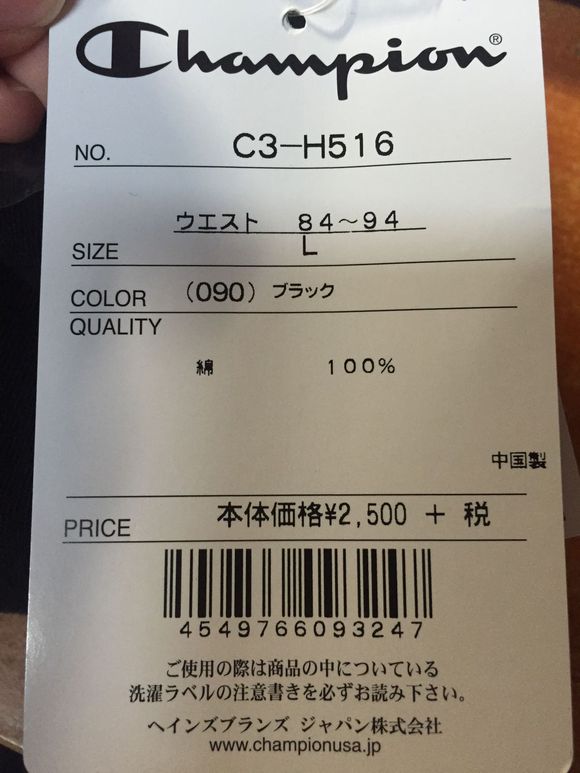 Champion®
NO. C3-H516
ウエスト 84〜94
SIZE L
COLOR (090) ブラック
QUALITY
綿 100%
中国製
PRICE 本体価格¥2,500 + 税
4549766093247
ご使用の際は商品の中についている
洗濯ラベルの注意書きを必ずお読み下さい。
ヘインズブランズ ジャパン株式会社
www.championusa.jp